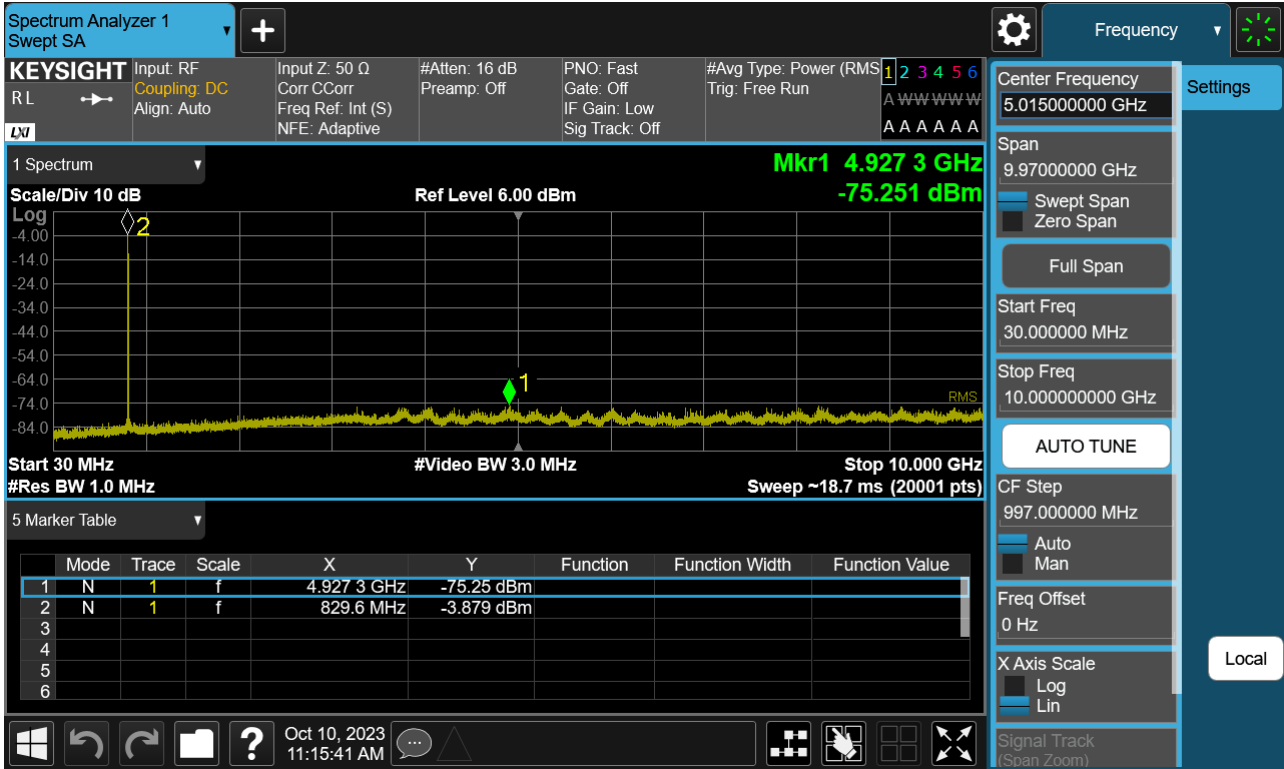 Spectrum Analyzer 1
Swept SA
Frequency
KEYSIGHT
R L
LXI
Input: RF
Coupling: DC
Align: Auto
Input Z: 50 Ω
Corr CCorr
Freq Ref: Int (S)
NFE: Adaptive
#Atten: 16 dB
Preamp: Off
PNO: Fast
Gate: Off
IF Gain: Low
Sig Track: Off
#Avg Type: Power (RMS
Trig: Free Run
1 2 3 4 5 6
A W W W W W
A A A A A A
1 Spectrum
Mkr1 4.927 3 GHz
Scale/Div 10 dB
Ref Level 6.00 dBm
-75.251 dBm
Log
2
-4.00
-14.0
-24.0
-34.0
-44.0
-54.0
-64.0
1
-74.0
RMS
-84.0
Start 30 MHz
#Video BW 3.0 MHz
Stop 10.000 GHz
#Res BW 1.0 MHz
Sweep ~18.7 ms (20001 pts)
5 Marker Table
Mode Trace Scale X Y Function Function Width Function Value
1 N 1 f 4.927 3 GHz -75.25 dBm
2 N 1 f 829.6 MHz -3.879 dBm
3
4
5
6
Oct 10, 2023
11:15:41 AM
Center Frequency
5.015000000 GHz
Span
9.97000000 GHz
Swept Span
Zero Span
Full Span
Start Freq
30.000000 MHz
Stop Freq
10.000000000 GHz
AUTO TUNE
CF Step
997.000000 MHz
Auto
Man
Freq Offset
0 Hz
X Axis Scale
Log
Lin
Signal Track
(Span Zoom)
Settings
Local